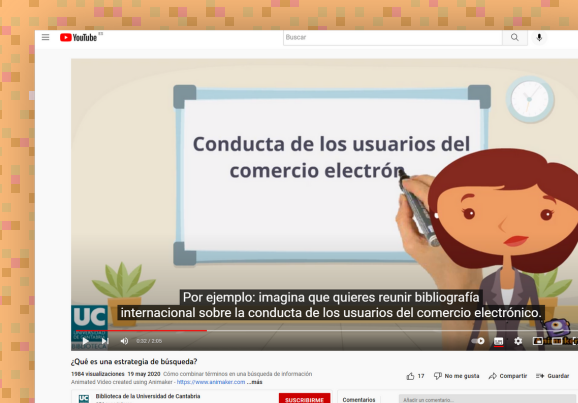 YouTube ES
Buscar
Conducta de los usuarios del
comercio electrón
Por ejemplo: imagina que quieres reunir bibliografía
internacional sobre la conducta de los usuarios del comercio electrónico.
UC
UNIVERSIDAD
DE CANTABRIA
BIBLIOTECA
0:32 / 2:05
¿Qué es una estrategia de búsqueda?
1984 visualizaciones 19 may 2020 Cómo combinar términos en una búsqueda de información
Animated Video created using Animaker - https://www.animaker.com ...más
17 No me gusta Compartir Guardar
UC Biblioteca de la Universidad de Cantabria
SUSCRIBIRME
Comentarios
Añadir un comentario...